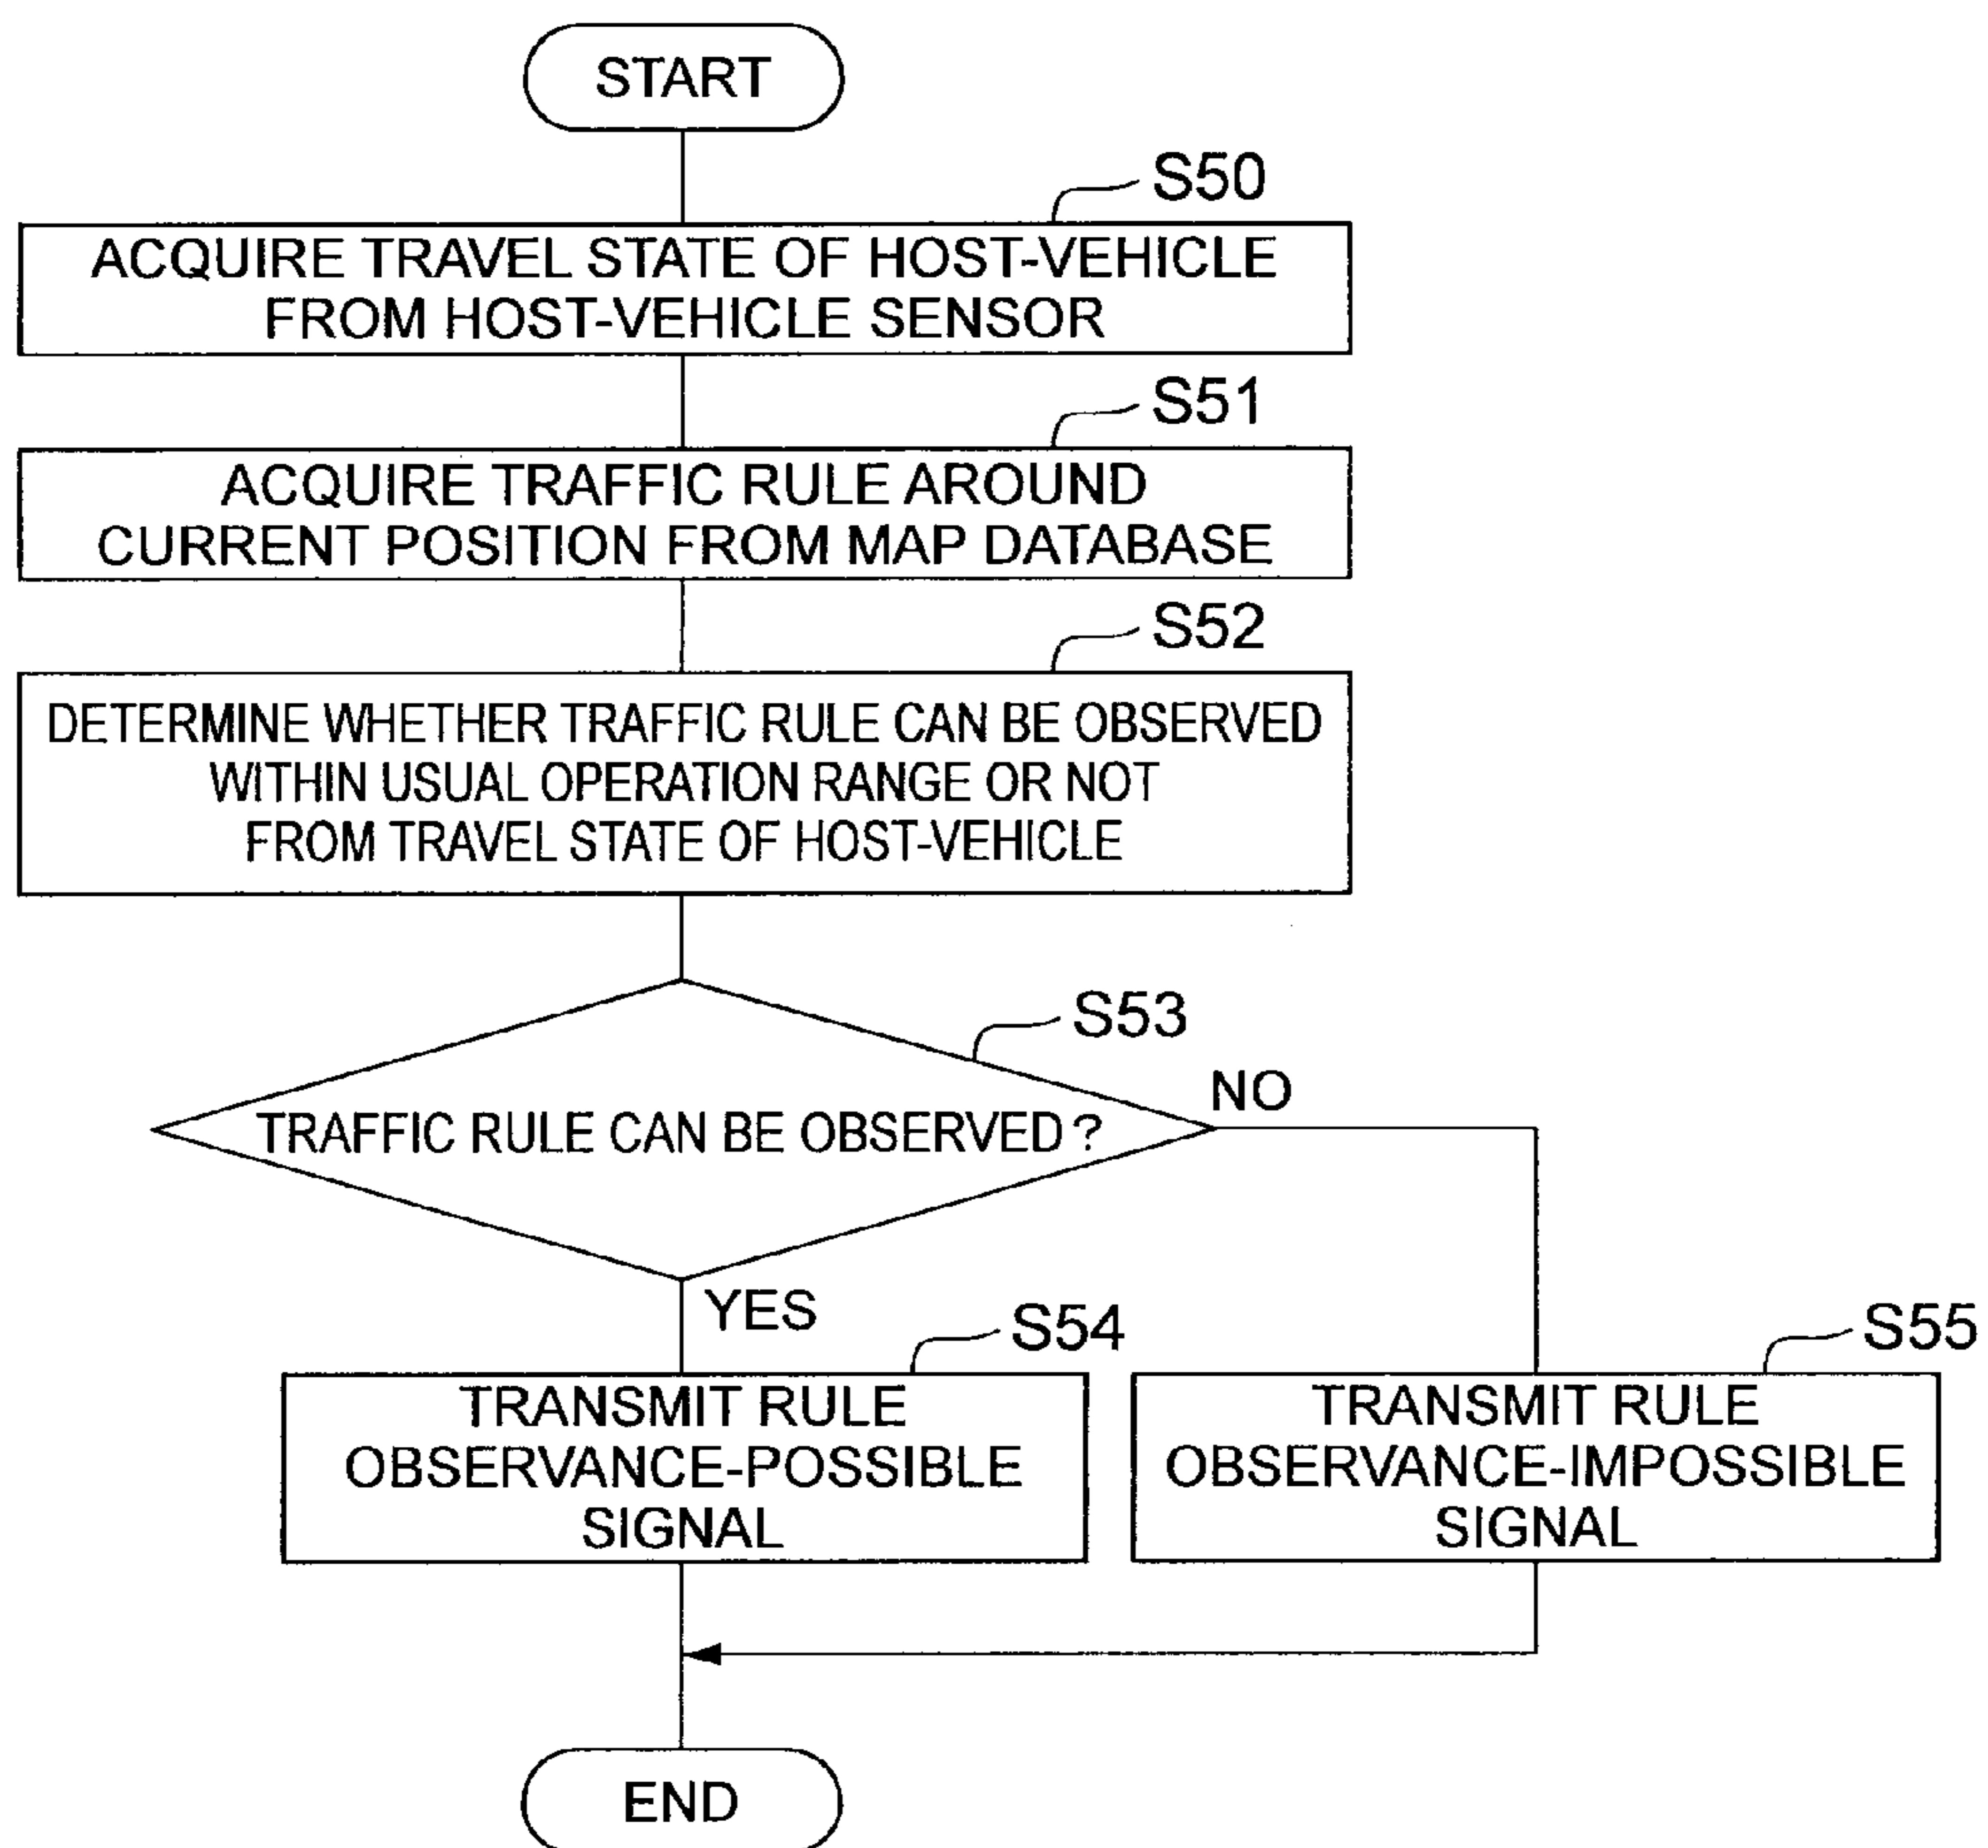 START
S50
ACQUIRE TRAVEL STATE OF HOST-VEHICLE
FROM HOST-VEHICLE SENSOR
S51
ACQUIRE TRAFFIC RULE AROUND
CURRENT POSITION FROM MAP DATABASE
S52
DETERMINE WHETHER TRAFFIC RULE CAN BE OBSERVED
WITHIN USUAL OPERATION RANGE OR NOT
FROM TRAVEL STATE OF HOST-VEHICLE
S53
TRAFFIC RULE CAN BE OBSERVED?
NO
YES
S54
TRANSMIT RULE
OBSERVANCE-POSSIBLE
SIGNAL
S55
TRANSMIT RULE
OBSERVANCE-IMPOSSIBLE
SIGNAL
END